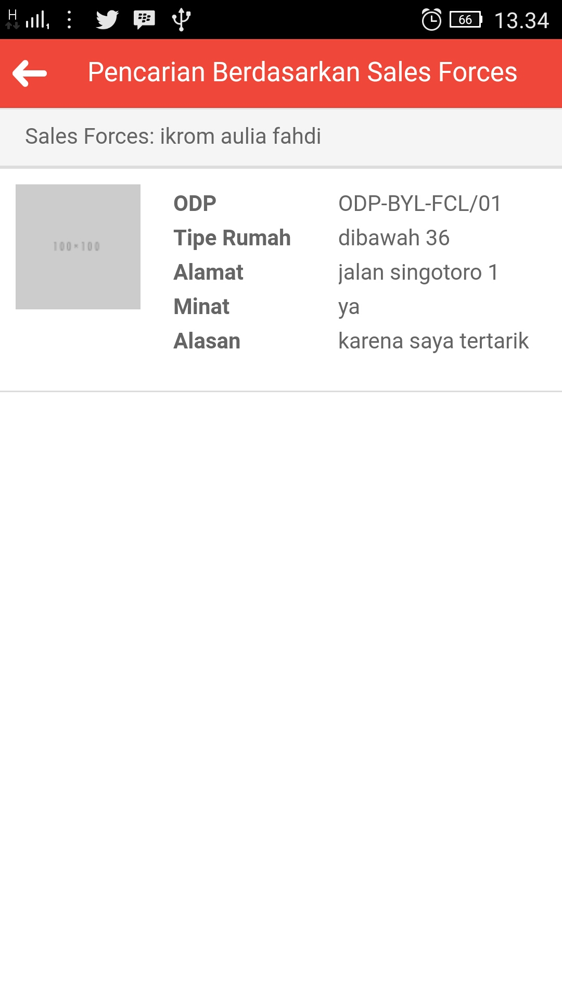 H 1 66 13.34
Pencarian Berdasarkan Sales Forces
Sales Forces: ikrom aulia fahdi
100×100
ODP ODP-BYL-FCL/01
Tipe Rumah dibawah 36
Alamat jalan singotoro 1
Minat ya
Alasan karena saya tertarik